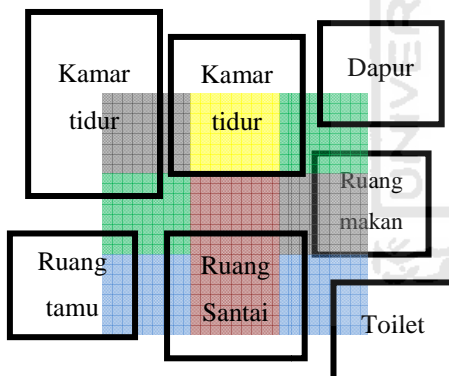 Kamar
tidur
Kamar
tidur
Dapur
Ruang
makan
Ruang
tamu
Ruang
Santai
Toilet